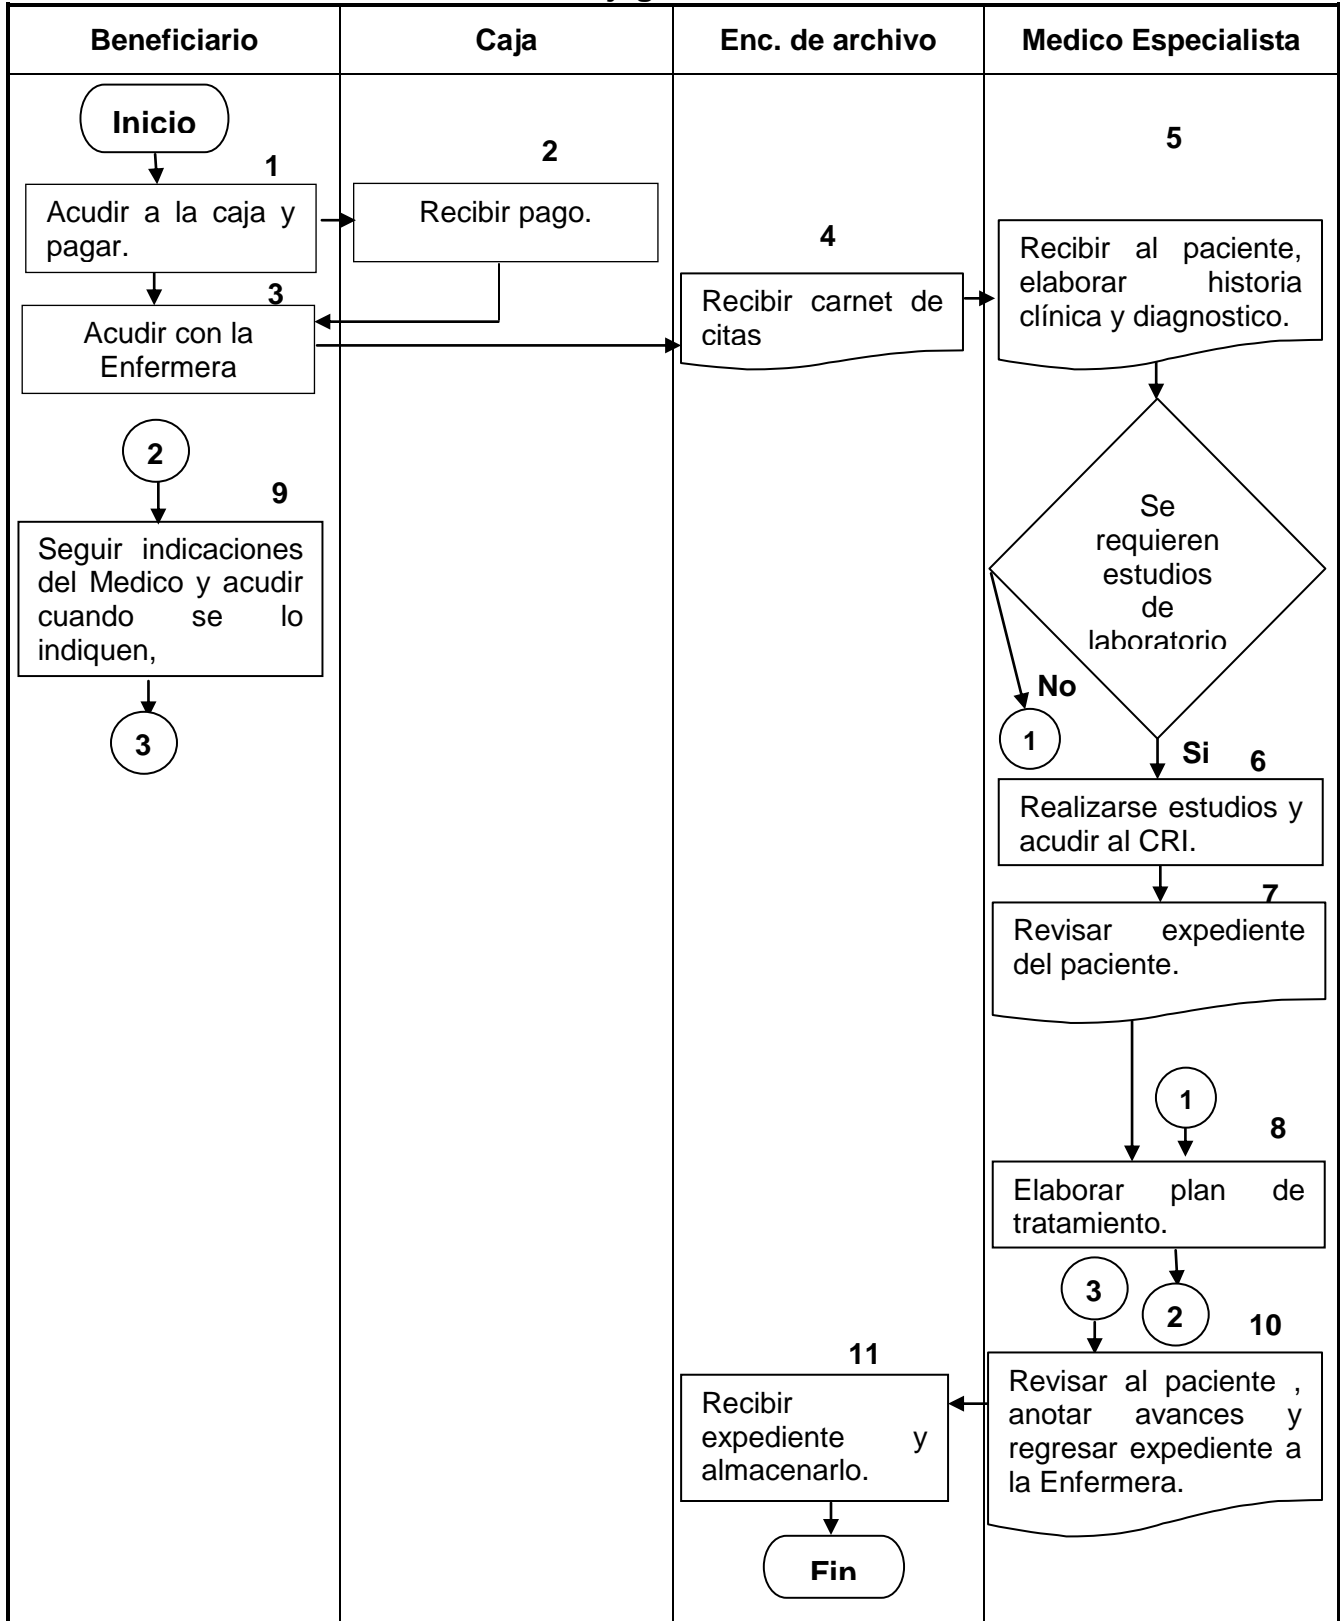 Beneficiario
Caja
Enc. de archivo
Medico Especialista
Inicio
1
Acudir a la caja y
pagar.
2
Recibir pago.
3
Acudir con la
Enfermera
4
Recibir carnet de
citas
5
Recibir al paciente,
elaborar historia
clínica y diagnostico.
Se
requieren
estudios
de
laboratorio
No
1
Si
6
Realizarse estudios y
acudir al CRI.
7
Revisar expediente
del paciente.
1
8
Elaborar plan de
tratamiento.
2
2
9
Seguir indicaciones
del Medico y acudir
cuando se lo
indiquen,
3
3
10
Revisar al paciente ,
anotar avances y
regresar expediente a
la Enfermera.
11
Recibir
expediente y
almacenarlo.
Fin